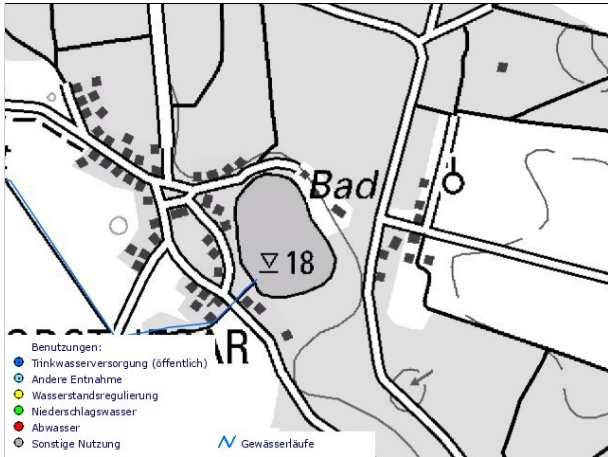 Bad
18
Benutzungen:
Trinkwasserversorgung (öffentlich)
Andere Entnahme
Wasserstandsregulierung
Niederschlagswasser
Abwasser
Sonstige Nutzung
Gewässerläufe